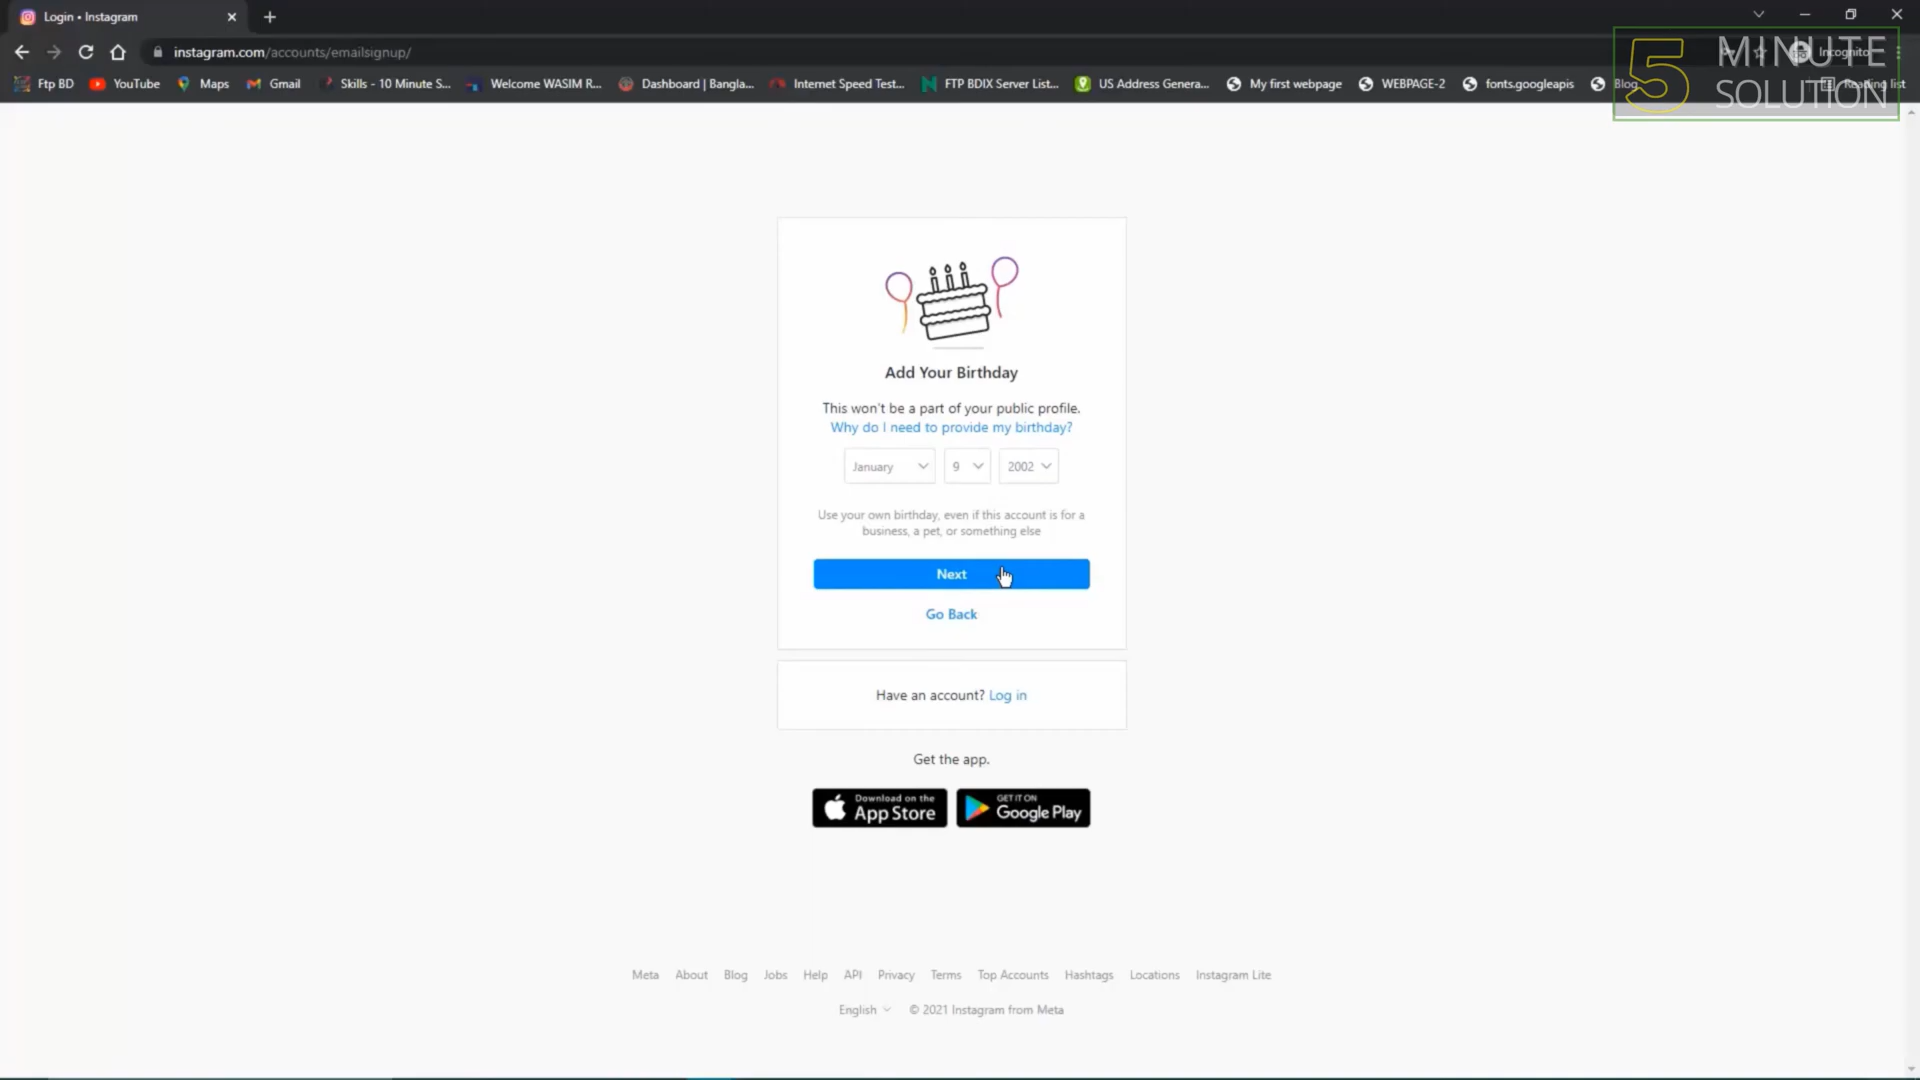 Login • Instagram
instagram.com/accounts/emailsignup/
Incognito
Ftp BD YouTube Maps Gmail Skills - 10 Minute S... Welcome WASIM R... Dashboard | Bangla... Internet Speed Test... FTP BDIX Server List... US Address Genera... My first webpage WEBPAGE-2 fonts.googleapis Blog Reading list
5 MINUTE
SOLUTION
Add Your Birthday
This won't be a part of your public profile.
Why do I need to provide my birthday?
January 9 2002
Use your own birthday, even if this account is for a
business, a pet, or something else
Next
Go Back
Have an account? Log in
Get the app.
Download on the
App Store
GET IT ON
Google Play
Meta About Blog Jobs Help API Privacy Terms Top Accounts Hashtags Locations Instagram Lite
English © 2021 Instagram from Meta